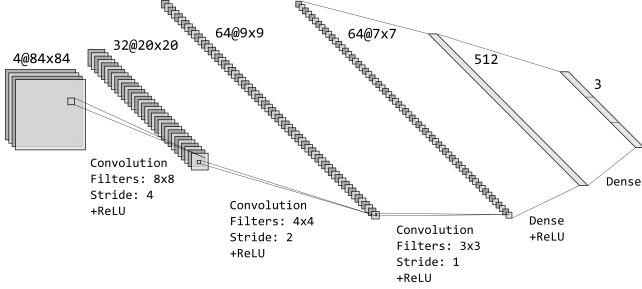 4@84x84
32@20x20
64@9x9
64@7x7
512
3
Convolution
Filters: 8x8
Stride: 4
+ReLU
Convolution
Filters: 4x4
Stride: 2
+ReLU
Convolution
Filters: 3x3
Stride: 1
+ReLU
Dense
+ReLU
Dense